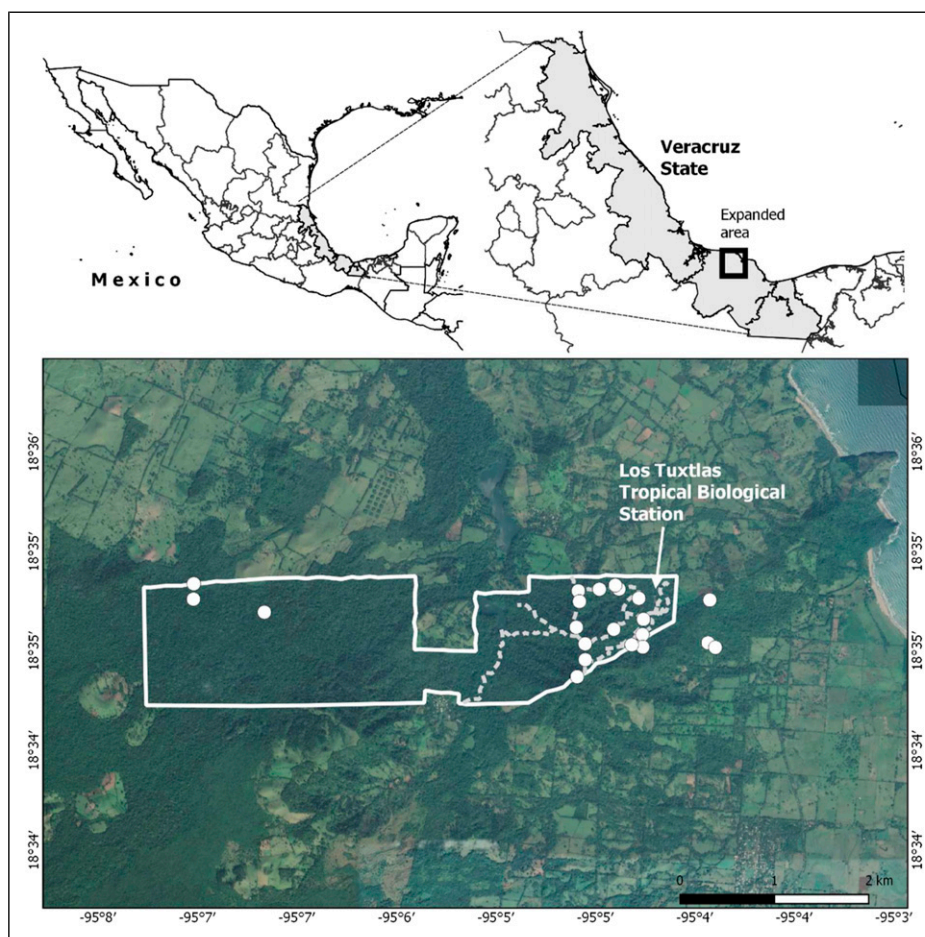 Veracruz
State
Expanded
area
Mexico
Los Tuxtlas
Tropical Biological
Station
18°36′
18°35′
18°35′
18°34′
18°34′
18°36′
18°35′
18°35′
18°34′
18°34′
0 1 2 km
-95°8′ -95°7′ -95°7′ -95°6′ -95°5′ -95°5′ -95°4′ -95°4′ -95°3′